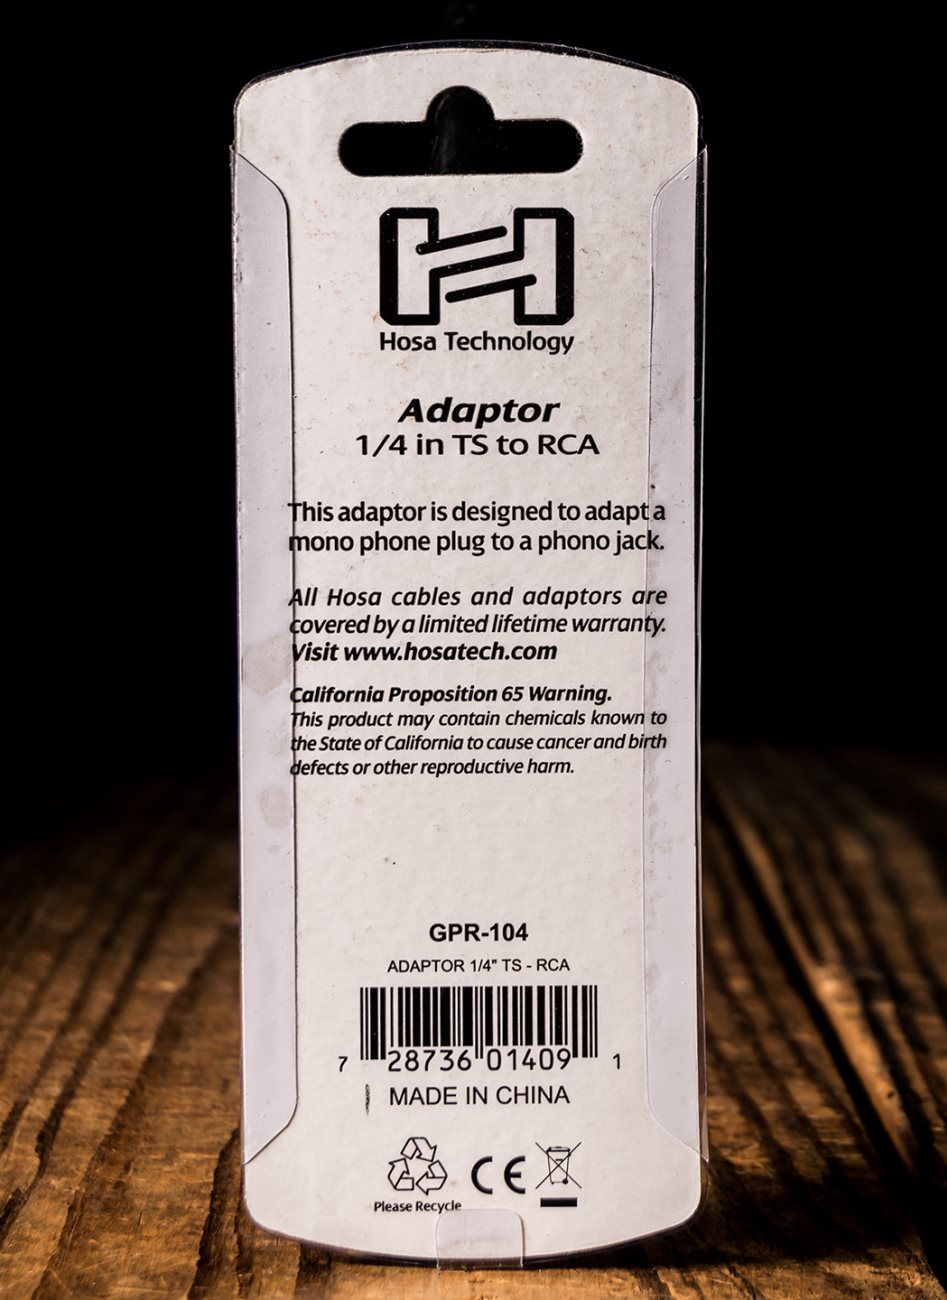 Hosa Technology
Adaptor
1/4 in TS to RCA
This adaptor is designed to adapt a
mono phone plug to a phono jack.
All Hosa cables and adaptors are
covered by a limited lifetime warranty.
Visit www.hosatech.com
California Proposition 65 Warning.
This product may contain chemicals known to
the State of California to cause cancer and birth
defects or other reproductive harm.
GPR-104
ADAPTOR 1/4" TS - RCA
7 28736 01409 1
MADE IN CHINA
CE
Please Recycle